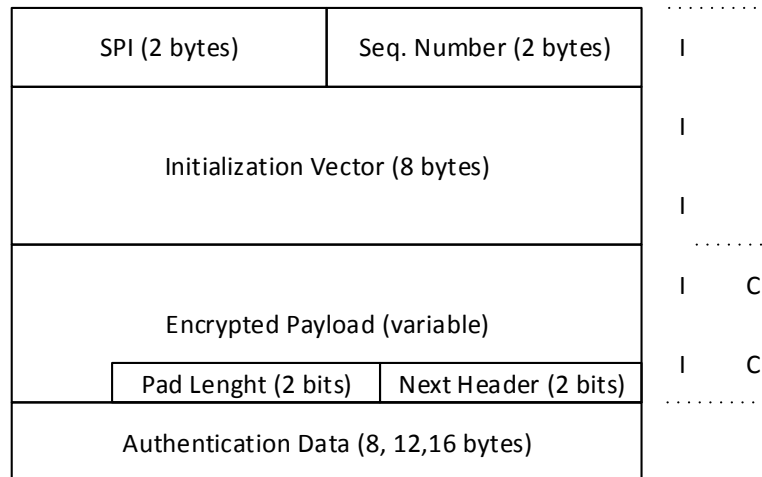 SPI (2 bytes) Seq. Number (2 bytes) I
I
Initialization Vector (8 bytes)
I
I C
Encrypted Payload (variable)
I C
Pad Lenght (2 bits) Next Header (2 bits)
Authentication Data (8, 12,16 bytes)